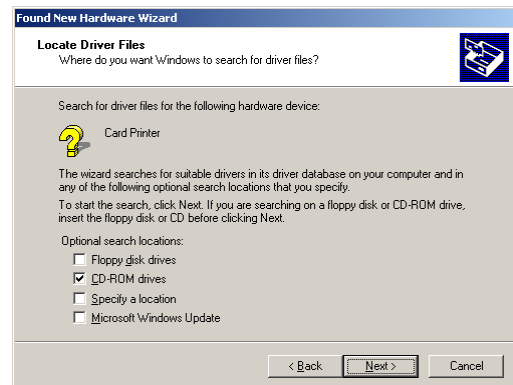 Found New Hardware Wizard
Locate Driver Files
Where do you want Windows to search for driver files?
Search for driver files for the following hardware device:
Card Printer
The wizard searches for suitable drivers in its driver database on your computer and in
any of the following optional search locations that you specify.
To start the search, click Next. If you are searching on a floppy disk or CD-ROM drive,
insert the floppy disk or CD before clicking Next.
Optional search locations:
Floppy disk drives
CD-ROM drives
Specify a location
Microsoft Windows Update
< Back Next > Cancel